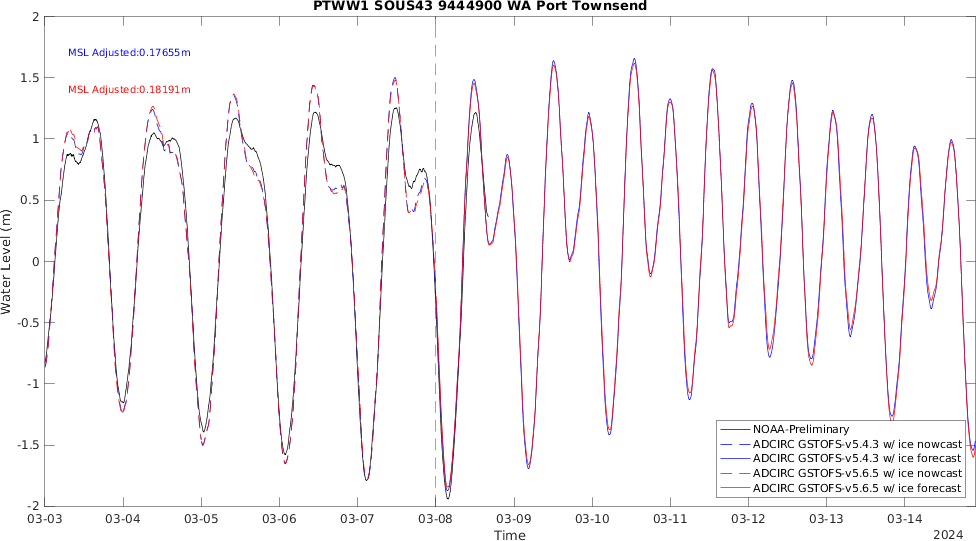 PTWW1 SOUS43 9444900 WA Port Townsend
MSL Adjusted:0.17655m
MSL Adjusted:0.18191m
Water Level (m)
2
1.5
1
0.5
0
-0.5
-1
-1.5
-2
NOAA-Preliminary
ADCIRC GSTOFS-v5.4.3 w/ ice nowcast
ADCIRC GSTOFS-v5.4.3 w/ ice forecast
ADCIRC GSTOFS-v5.6.5 w/ ice nowcast
ADCIRC GSTOFS-v5.6.5 w/ ice forecast
03-03 03-04 03-05 03-06 03-07 03-08 03-09 03-10 03-11 03-12 03-13 03-14
Time
2024